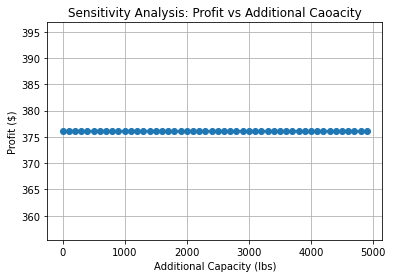 Sensitivity Analysis: Profit vs Additional Caoacity
395
390
385
380
375
370
365
360
Profit ($)
0 1000 2000 3000 4000 5000
Additional Capacity (lbs)